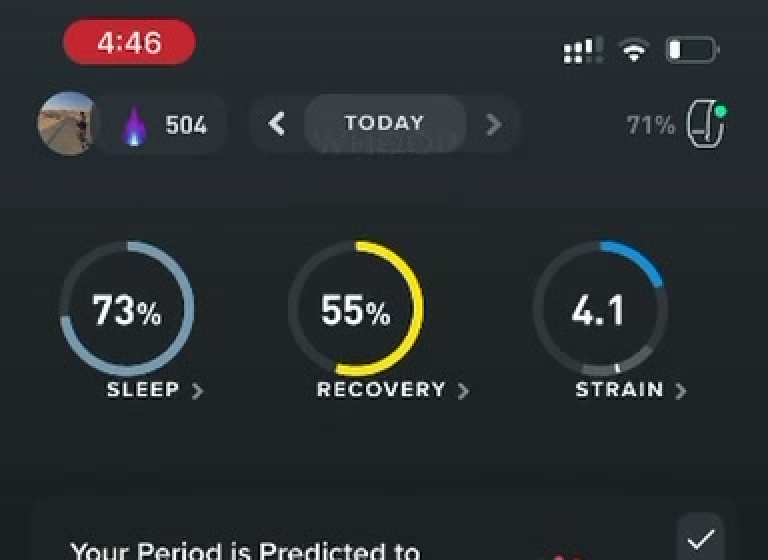 4:46
504
TODAY
71%
73%
55%
4.1
SLEEP
RECOVERY
STRAIN
Your Period is Predicted to